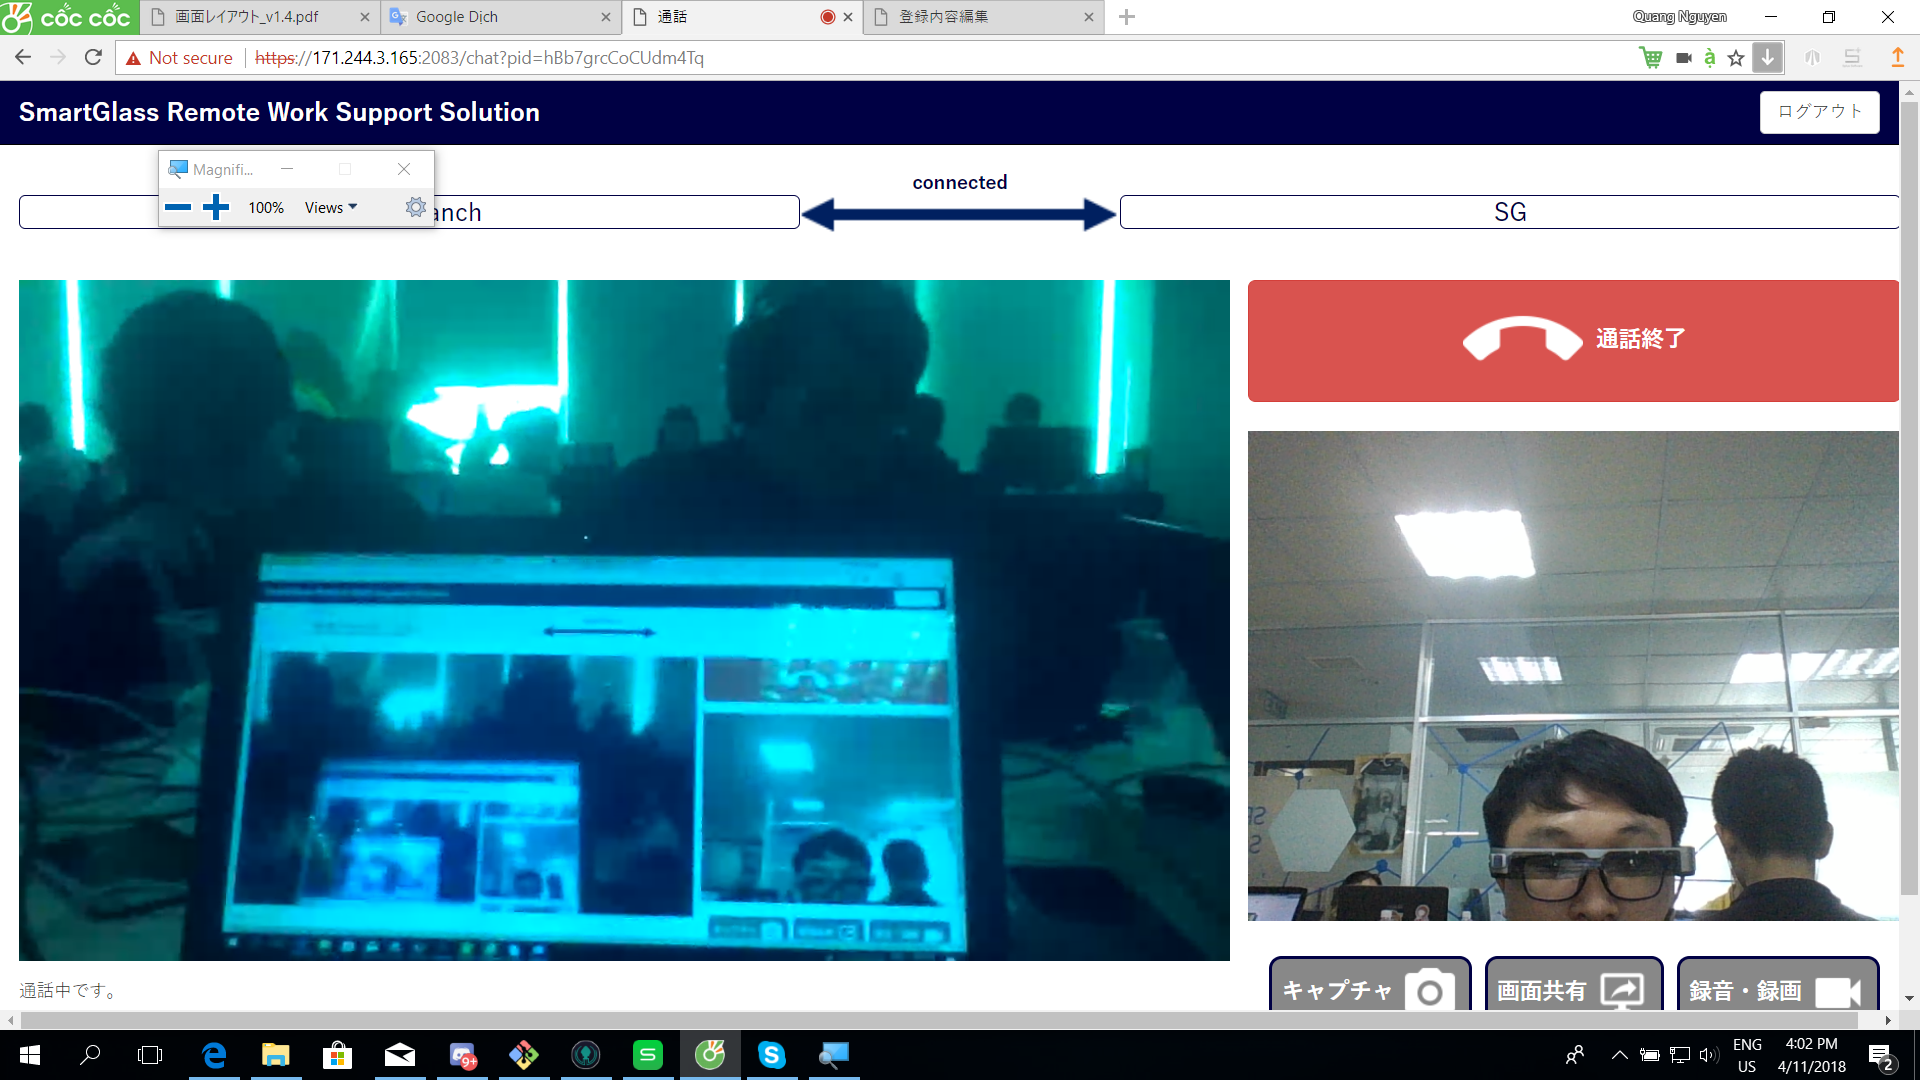 cốc cốc
画面レイアウト_v1.4.pdf
Google Dịch
通話
登録内容編集
Quang Nguyen
Not secure
https://171.244.3.165:2083/chat?pid=hBb7grcCoCUdm4Tq
SmartGlass Remote Work Support Solution
ログアウト
Magnifi...
100%
Views
connected
anch
SG
通話終了
通話中です。
キャプチャ
画面共有
録音・録画
9+
ENG
US
4:02 PM
4/11/2018
2